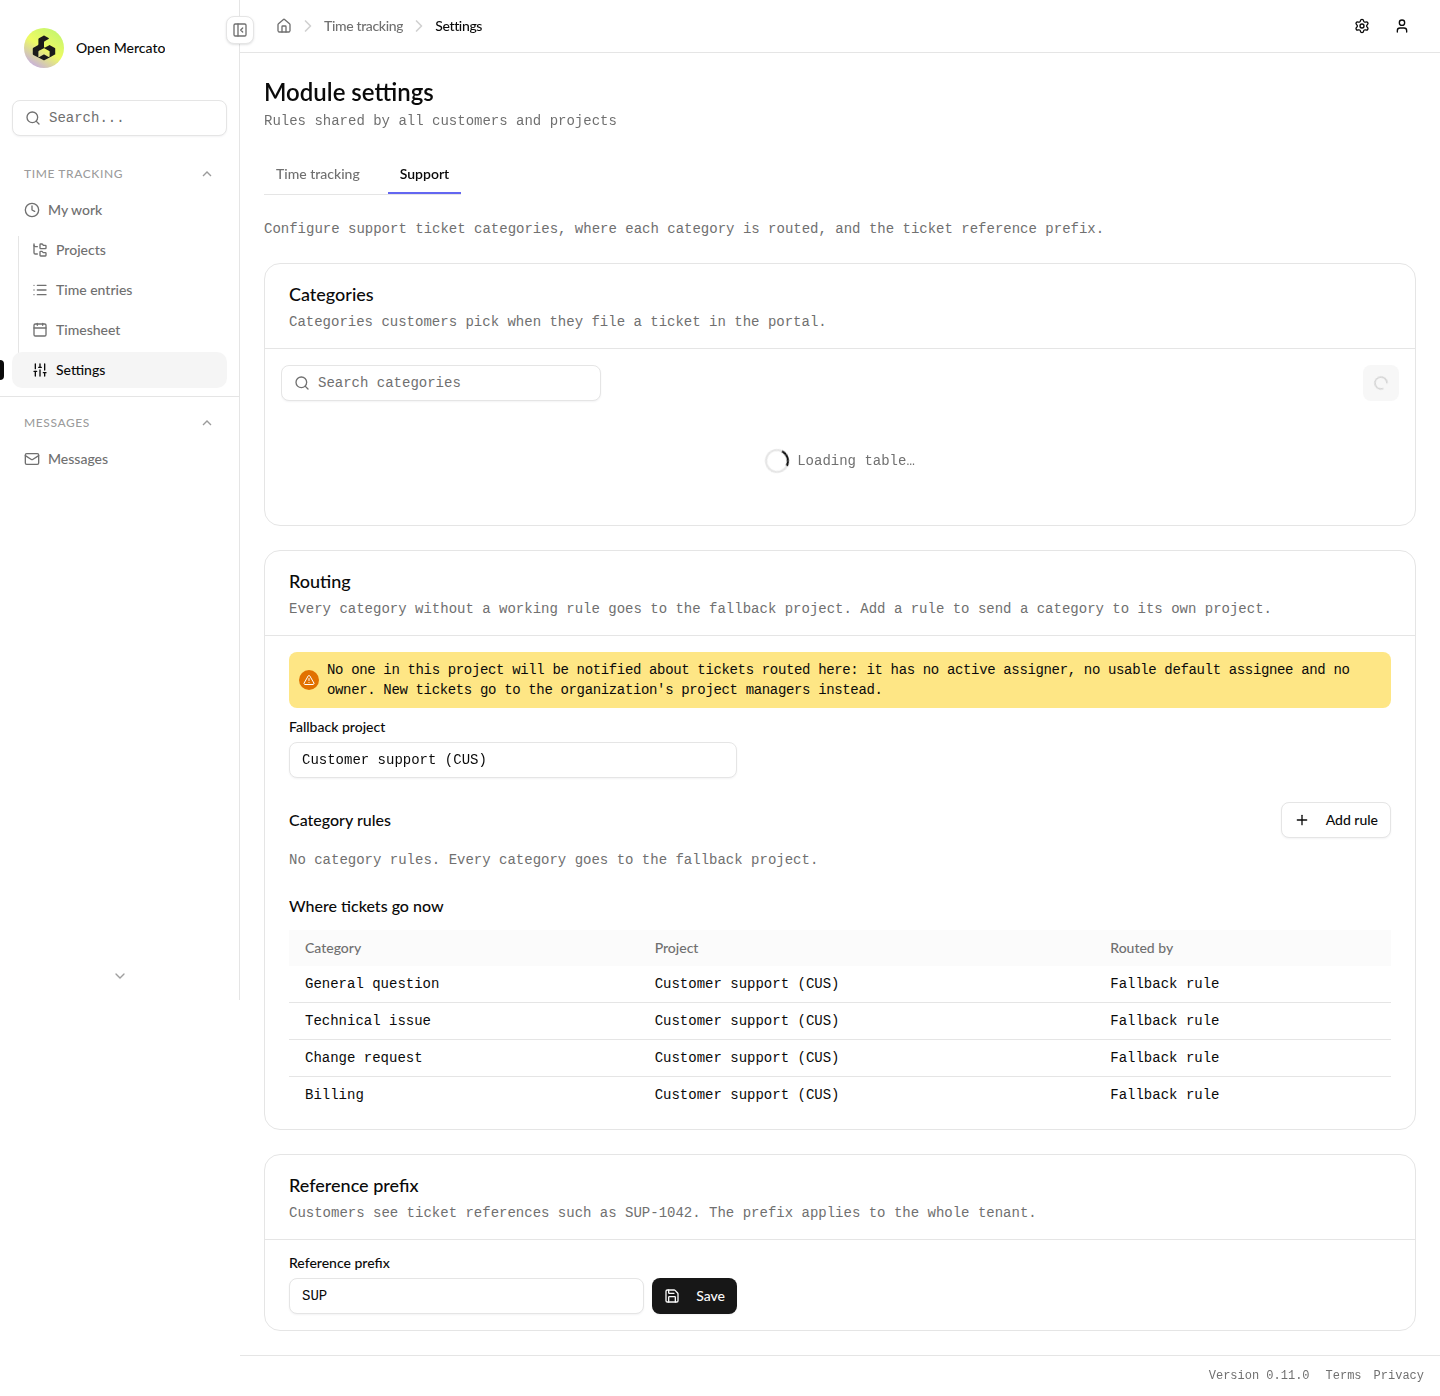 Open Mercato
Search...
TIME TRACKING
My work
Projects
Time entries
Timesheet
Settings
MESSAGES
Messages
Time tracking
Settings
Module settings
Rules shared by all customers and projects
Time tracking
Support
Configure support ticket categories, where each category is routed, and the ticket reference prefix.
Categories
Categories customers pick when they file a ticket in the portal.
Search categories
Loading table…
Routing
Every category without a working rule goes to the fallback project. Add a rule to send a category to its own project.
No one in this project will be notified about tickets routed here: it has no active assigner, no usable default assignee and no
owner. New tickets go to the organization's project managers instead.
Fallback project
Customer support (CUS)
Category rules
Add rule
No category rules. Every category goes to the fallback project.
Where tickets go now
Category Project Routed by
General question Customer support (CUS) Fallback rule
Technical issue Customer support (CUS) Fallback rule
Change request Customer support (CUS) Fallback rule
Billing Customer support (CUS) Fallback rule
Reference prefix
Customers see ticket references such as SUP-1042. The prefix applies to the whole tenant.
Reference prefix
SUP
Save
Version 0.11.0 Terms Privacy